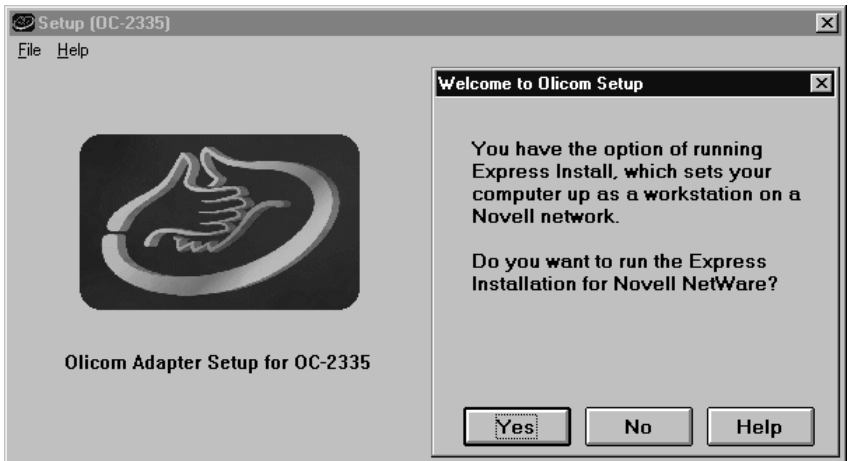 Setup (OC-2335)
File Help
Welcome to Olicom Setup
You have the option of running
Express Install, which sets your
computer up as a workstation on a
Novell network.
Do you want to run the Express
Installation for Novell NetWare?
Olicom Adapter Setup for OC-2335
Yes No Help